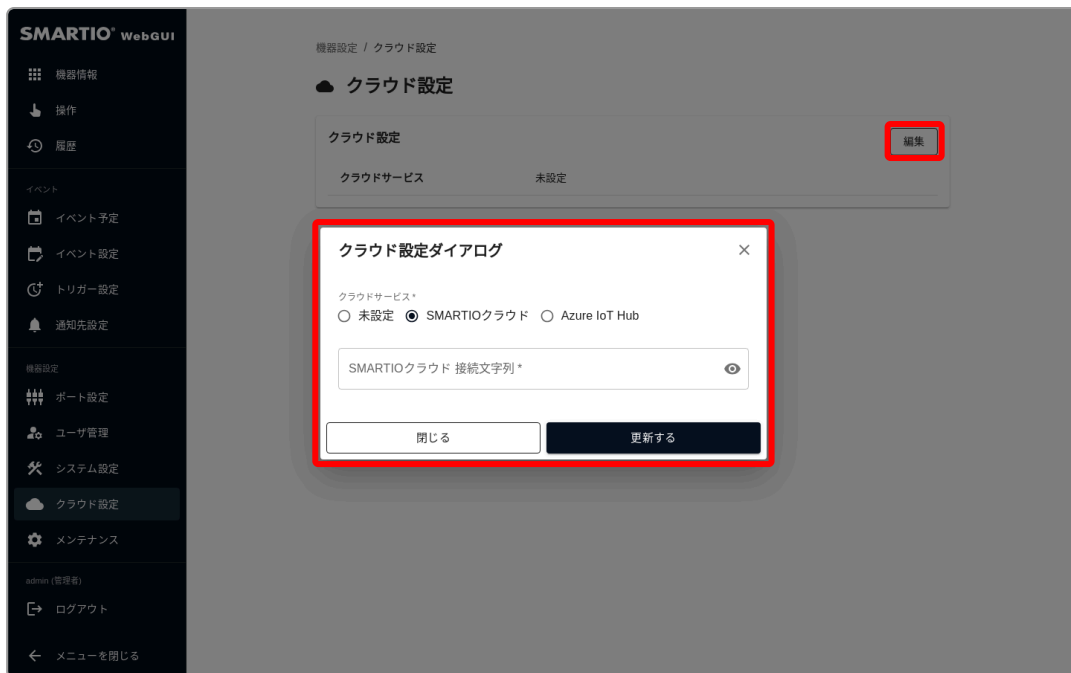 SMARTIO® WebGUI
機器情報
操作
履歴
イベント
イベント予定
イベント設定
トリガー設定
通知先設定
機器設定
ポート設定
ユーザ管理
システム設定
クラウド設定
メンテナンス
admin (管理者)
ログアウト
メニューを閉じる
機器設定 / クラウド設定
クラウド設定
クラウド設定
編集
クラウドサービス 未設定
クラウド設定ダイアログ
クラウドサービス *
未設定 SMARTIOクラウド Azure IoT Hub
SMARTIOクラウド 接続文字列 *
閉じる 更新する